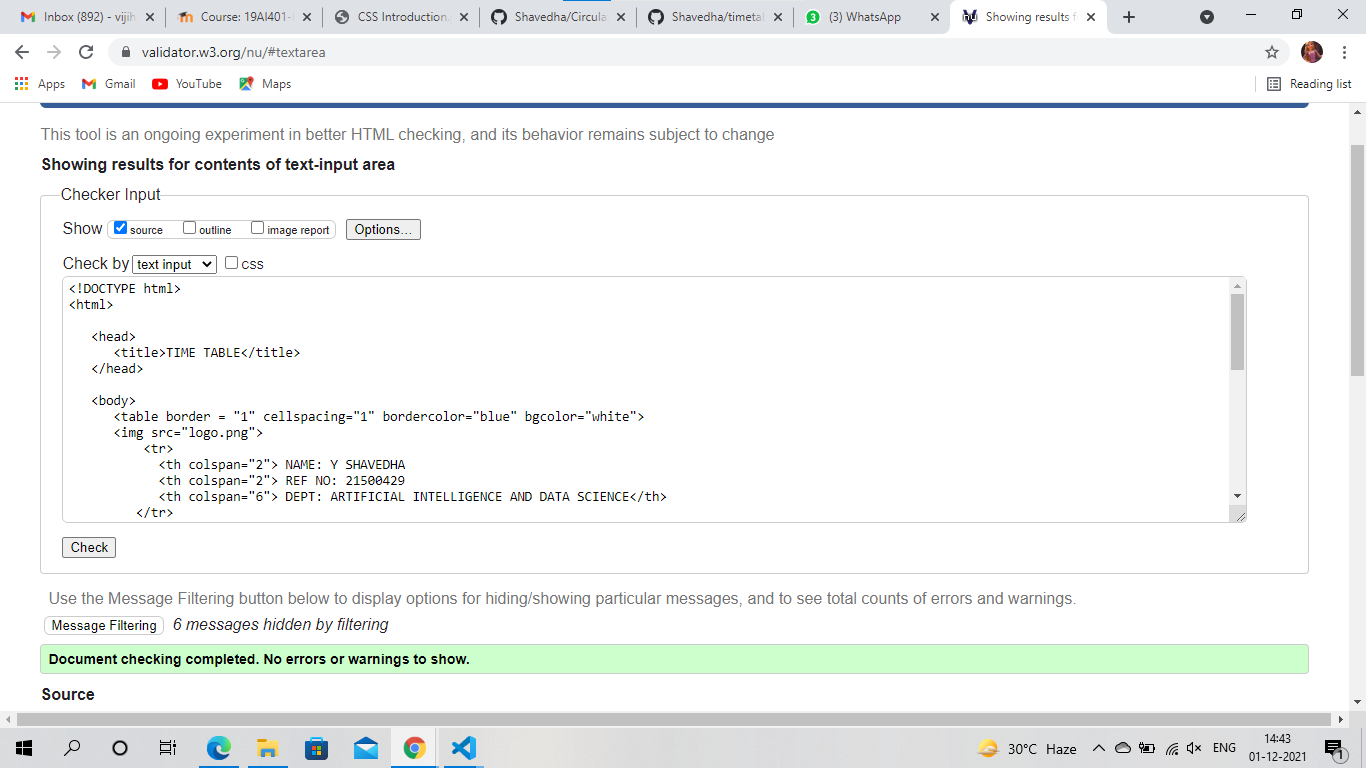 Inbox (892) - vijih
Course: 19AI401-
CSS Introduction.
Shavedha/Circula
Shavedha/timetal
(3) WhatsApp
Showing results f
validator.w3.org/nu/#textarea
Apps
Gmail
YouTube
Maps
Reading list
This tool is an ongoing experiment in better HTML checking, and its behavior remains subject to change
Showing results for contents of text-input area
Checker Input
Show source outline image report Options...
Check by text input css
<!DOCTYPE html>
<html>
<head>
<title>TIME TABLE</title>
</head>
<body>
<table border = "1" cellspacing="1" bordercolor="blue" bgcolor="white">
<img src="logo.png">
<tr>
<th colspan="2"> NAME: Y SHAVEDHA
<th colspan="2"> REF NO: 21500429
<th colspan="6"> DEPT: ARTIFICIAL INTELLIGENCE AND DATA SCIENCE</th>
</tr>
Check
Use the Message Filtering button below to display options for hiding/showing particular messages, and to see total counts of errors and warnings.
Message Filtering 6 messages hidden by filtering
Document checking completed. No errors or warnings to show.
Source
30°C Haze
ENG
14:43
01-12-2021
1